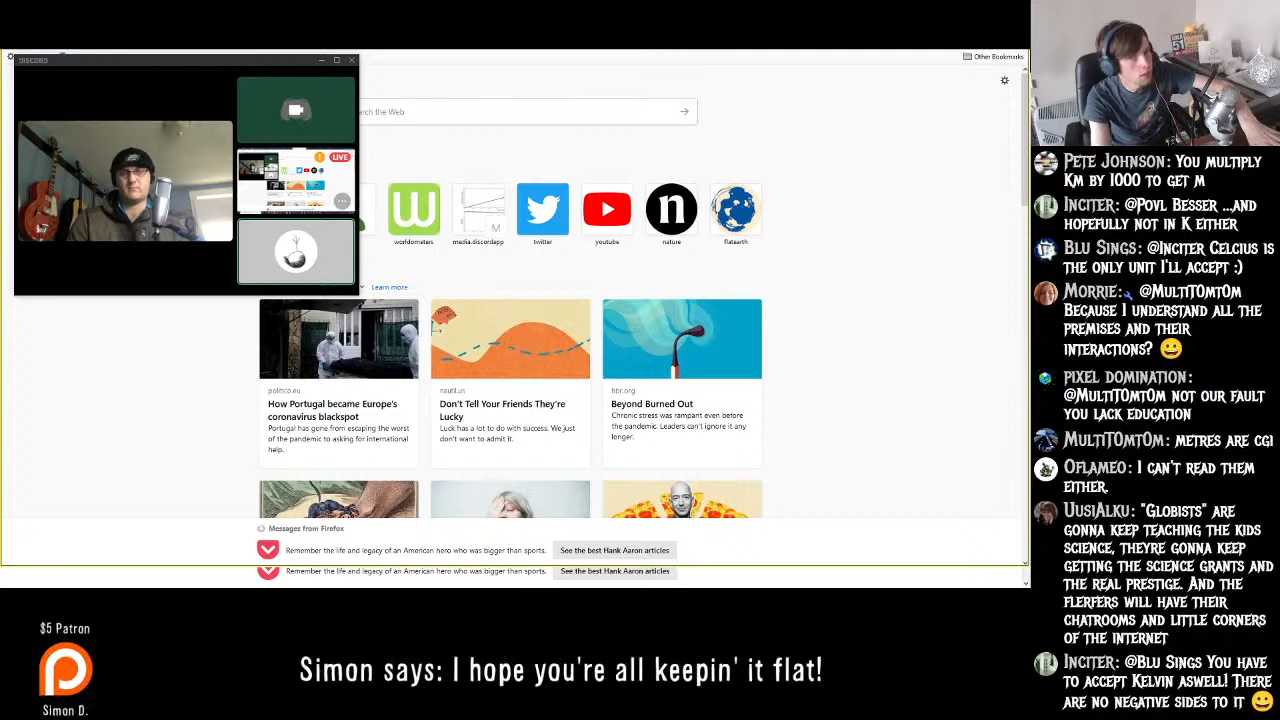 DISCORD
Other Bookmarks
rch the Web
LIVE
worldometers
media.discordapp
twitter
youtube
nature
flatearth
Learn more
politico.eu
How Portugal became Europe's
coronavirus blackspot
Portugal has gone from escaping the worst
of the pandemic to asking for international
help.
nautil.us
Don't Tell Your Friends They're
Lucky
Luck has a lot to do with success. We just
don't want to admit it.
hbr.org
Beyond Burned Out
Chronic stress was rampant even before
the pandemic. Leaders can't ignore it any
longer.
Messages from Firefox
Remember the life and legacy of an American hero who was bigger than sports.
See the best Hank Aaron articles
Remember the life and legacy of an American hero who was bigger than sports.
See the best Hank Aaron articles
$5 Patron
Simon D.
Simon says: I hope you're all keepin' it flat!
Pete Johnson: You multiply
Km by 1000 to get m
Inciter: @Povl Besser ...and
hopefully not in K either
Blu Sings: @Inciter Celcius is
the only unit I'll accept :)
Morrie: @MultiTomTom
Because I understand all the
premises and their
interactions? 😀
PIXEL DOMINATION:
@MultiTomTom not our fault
you lack education
MultiTomTom: metres are cgi
Oflameo: I can't read them
either.
UusiAlku: "Globists" are
gonna keep teaching the kids
science, theyre gonna keep
getting the science grants and
the real prestige. And the
flerfers will have their
chatrooms and little corners
of the internet
Inciter: @Blu Sings You have
to accept Kelvin aswell! There
are no negative sides to it 😀